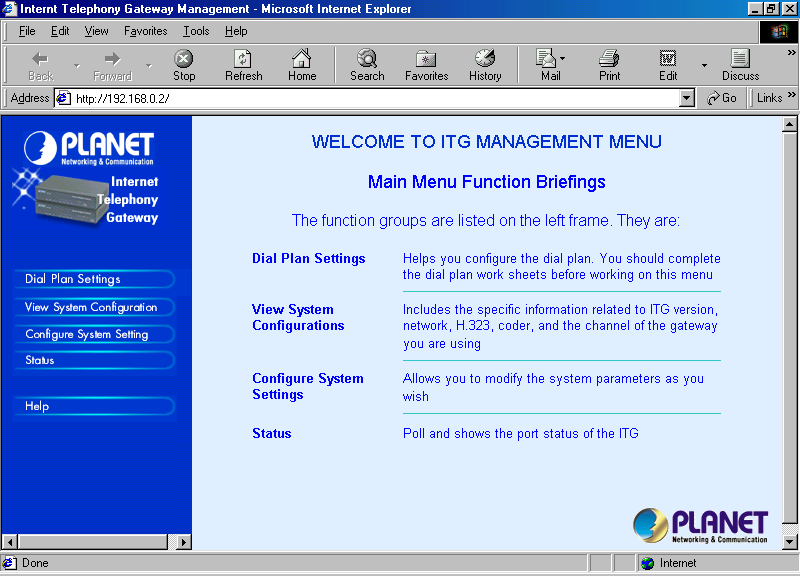 Internt Telephony Gateway Management - Microsoft Internet Explorer
File Edit View Favorites Tools Help
Back Forward Stop Refresh Home Search Favorites History Mail Print Edit Discuss
Address http://192.168.0.2/ Go Links »
PLANET
Networking & Communication
Internet
Telephony
Gateway
Dial Plan Settings
View System Configuration
Configure System Setting
Status
Help
WELCOME TO ITG MANAGEMENT MENU
Main Menu Function Briefings
The function groups are listed on the left frame. They are:
Dial Plan Settings
Helps you configure the dial plan. You should complete
the dial plan work sheets before working on this menu
View System
Configurations
Includes the specific information related to ITG version,
network, H.323, coder, and the channel of the gateway
you are using
Configure System
Settings
Allows you to modify the system parameters as you
wish
Status
Poll and shows the port status of the ITG
PLANET
Networking & Communication
Done
Internet